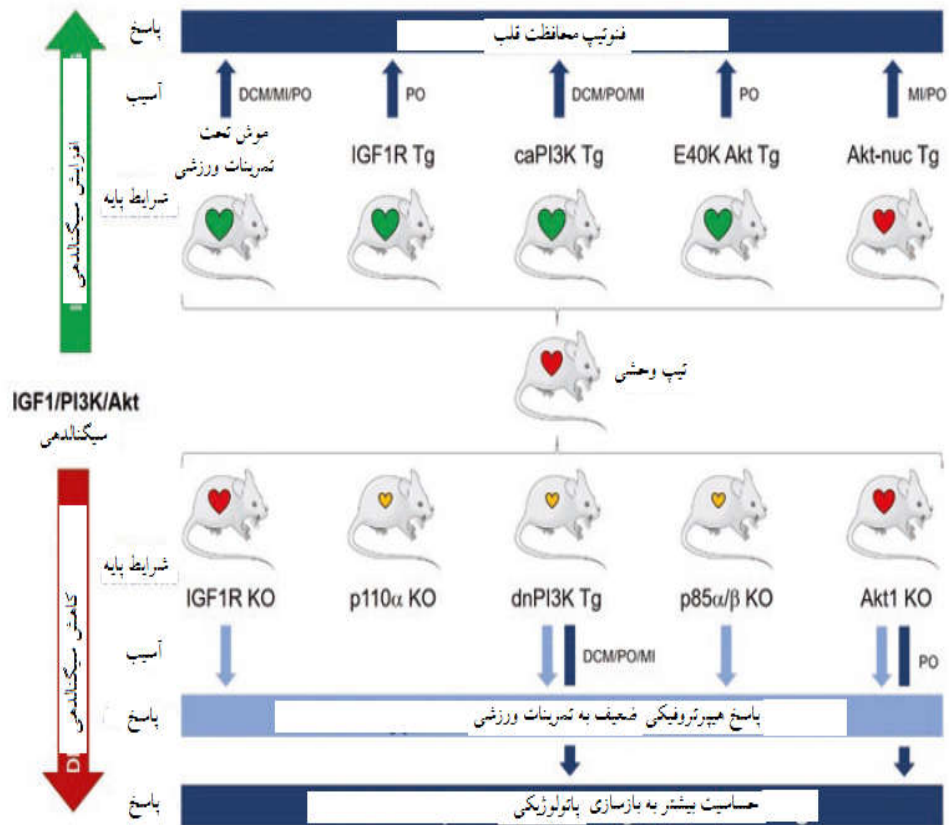 پاسخ
فنوتیپ محافظت قلب
آسیب
DCM/MI/PO
PO
DCM/PO/MI
PO
MI/PO
موش تحت
تمرینات ورزشی
IGF1R Tg
caPI3K Tg
E40K Akt Tg
Akt-nuc Tg
شرایط پایه
افزایش سیگنالدهی
تیپ وحشی
IGF1/PI3K/Akt
سیگنالدهی
کاهش سیگنالدهی
شرایط پایه
IGF1R KO
p110α KO
dnPI3K Tg
p85α/β KO
Akt1 KO
آسیب
DCM/PO/MI
PO
پاسخ
پاسخ هیپرتروفیکی ضعیف به تمرینات ورزشی
پاسخ
حساسیت بیشتر به بازسازی پاتولوژیکی